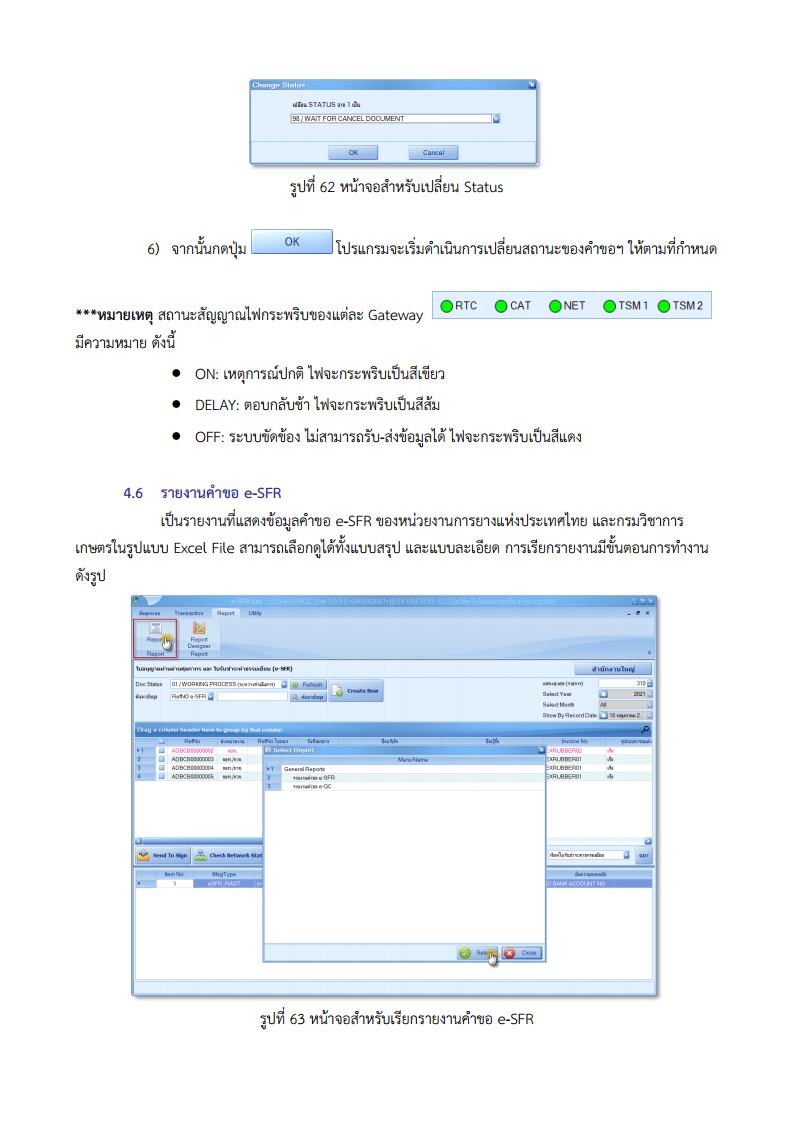 Change Status
เปลี่ยน STATUS จาก 1 เป็น
98 / WAIT FOR CANCEL DOCUMENT
OK Cancel
รูปที่ 62 หน้าจอสำหรับเปลี่ยน Status
6) จากนั้นกดปุ่ม OK โปรแกรมจะเริ่มดำเนินการเปลี่ยนสถานะของคำขอฯ ให้ตามที่กำหนด
***หมายเหตุ สถานะสัญญาณไฟกระพริบของแต่ละ Gateway RTC CAT NET TSM 1 TSM 2
มีความหมาย ดังนี้
● ON: เหตุการณ์ปกติ ไฟจะกระพริบเป็นสีเขียว
● DELAY: ตอบกลับช้า ไฟจะกระพริบเป็นสีส้ม
● OFF: ระบบขัดข้อง ไม่สามารถรับ-ส่งข้อมูลได้ ไฟจะกระพริบเป็นสีแดง
4.6 รายงานคำขอ e-SFR
เป็นรายงานที่แสดงข้อมูลคำขอ e-SFR ของหน่วยงานการยางแห่งประเทศไทย และกรมวิชาการ
เกษตรในรูปแบบ Excel File สามารถเลือกดูได้ทั้งแบบสรุป และแบบละเอียด การเรียกรายงานมีขั้นตอนการทำงาน
ดังรูป
Transaction Report Utility
Report Report Designer
Report Report
ใบอนุญาตผ่านด่านศุลกากร และ ใบรับชำระค่าธรรมเนียม (e-SFR) สำนักงานใหญ่
Doc Status 01 / WORKING PROCESS Refresh Create New 310
RefNO e-SFR ค้นหาข้อมูล Select Year 2021
Select Month All
Show By Record Date
Drag a column header here to group by that column
RefNo Invoice No
1 ADBCB00000002 EXRUBBER02 เรือ
2 ADBCB00000003 EXRUBBER01 เรือ
3 ADBCB00000004 EXRUBBER01 เรือ
4 ADBCB00000005 EXRUBBER01 เรือ
Select Report
Menu Name
1 General Reports
2 รายงานคำขอ e-SFR
3 รายงานคำขอ e-QC
Send To Sign Check Network Stat GO!
Item No. MsgType
1 eSFR_RAOT D BANK ACCOUNT NO
Close
รูปที่ 63 หน้าจอสำหรับเรียกรายงานคำขอ e-SFR